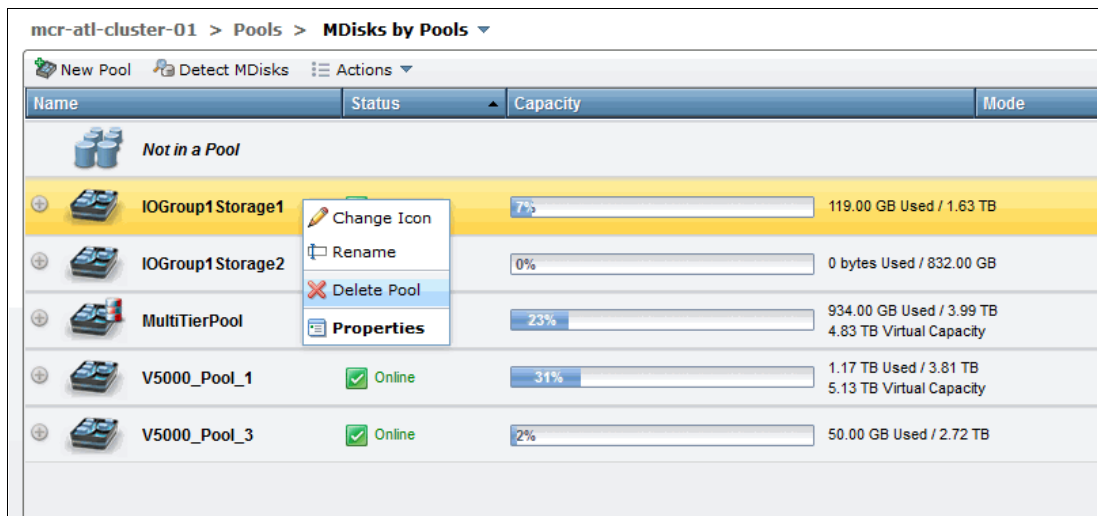 mcr-atl-cluster-01 > Pools > MDisks by Pools
New Pool Detect MDisks Actions
Name Status Capacity Mode
Not in a Pool
IOGroup1Storage1 7% 119.00 GB Used / 1.63 TB
Change Icon
Rename
IOGroup1Storage2 0% 0 bytes Used / 832.00 GB
Delete Pool
MultiTierPool 23% 934.00 GB Used / 3.99 TB
4.83 TB Virtual Capacity
Properties
V5000_Pool_1 Online 31% 1.17 TB Used / 3.81 TB
5.13 TB Virtual Capacity
V5000_Pool_3 Online 2% 50.00 GB Used / 2.72 TB